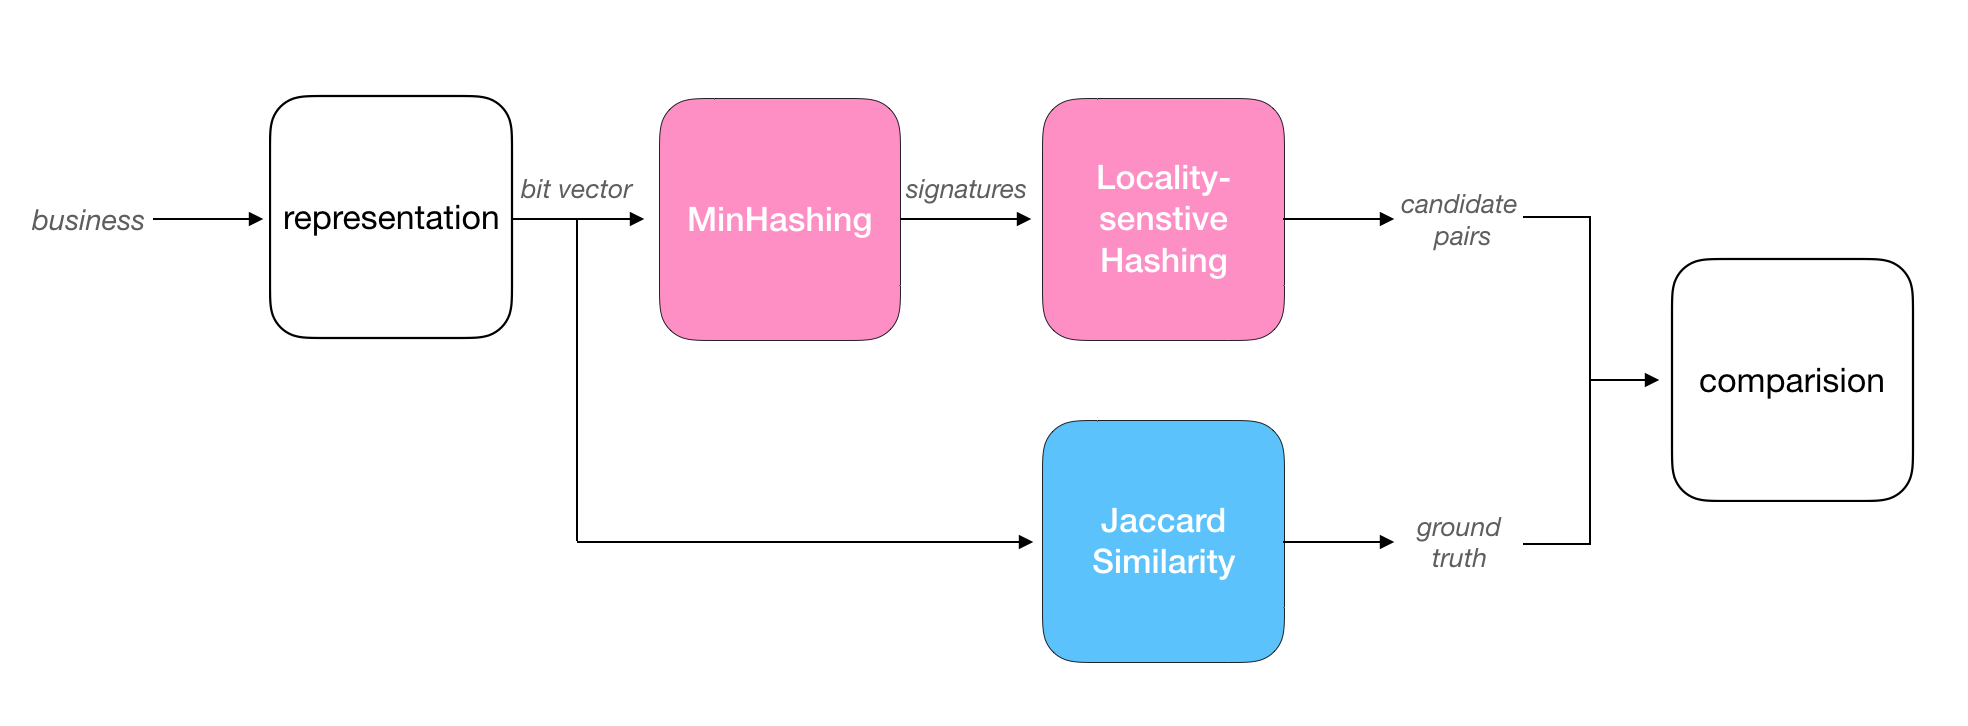 business
representation
bit vector
MinHashing
signatures
Locality-
senstive
Hashing
candidate
pairs
comparision
Jaccard
Similarity
ground
truth